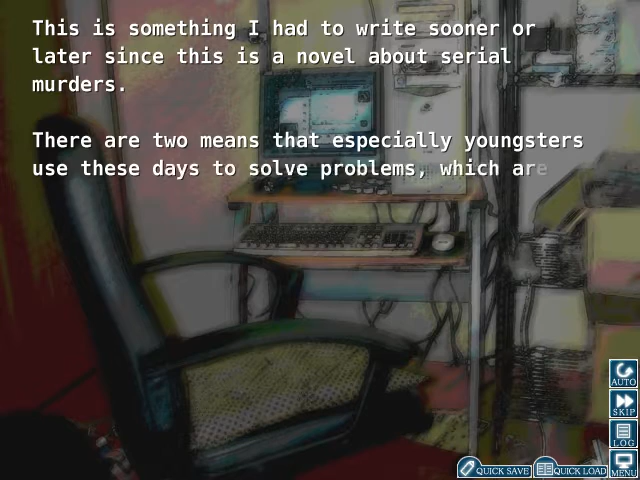 This is something I had to write sooner or
later since this is a novel about serial
murders.
There are two means that especially youngsters
use these days to solve problems, which are
AUTO
SKIP
LOG
MENU
QUICK SAVE
QUICK LOAD